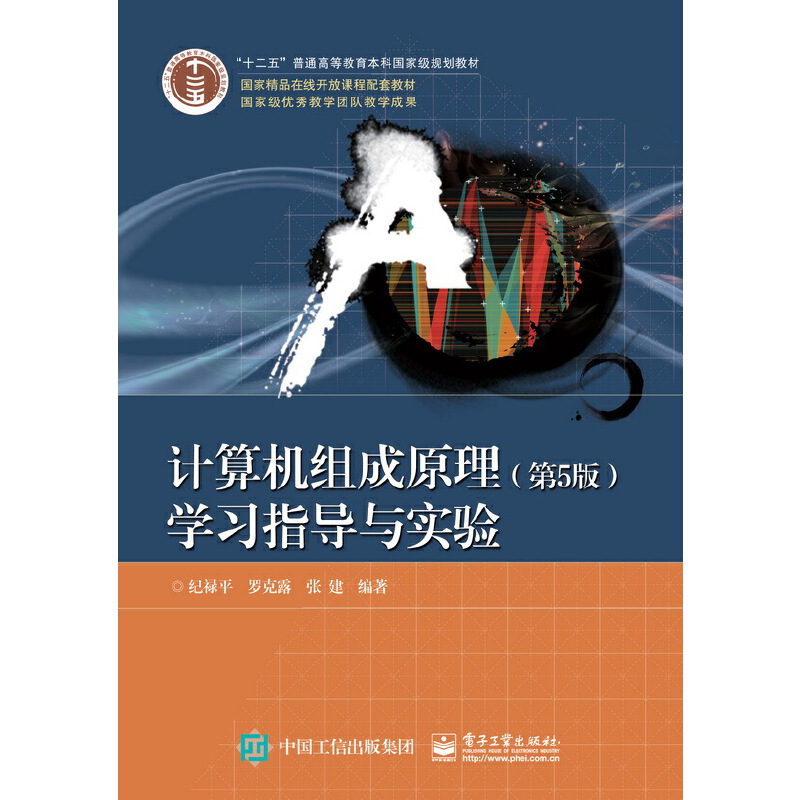 “十二五”普通高等教育本科国家级规划教材
国家精品在线开放课程配套教材
国家级优秀教学团队教学成果
十二五
计算机组成原理（第5版）
学习指导与实验
◎纪禄平 罗克露 张 建 编著
中国工信出版集团
电子工业出版社
PUBLISHING HOUSE OF ELECTRONICS INDUSTRY
http://www.phei.com.cn